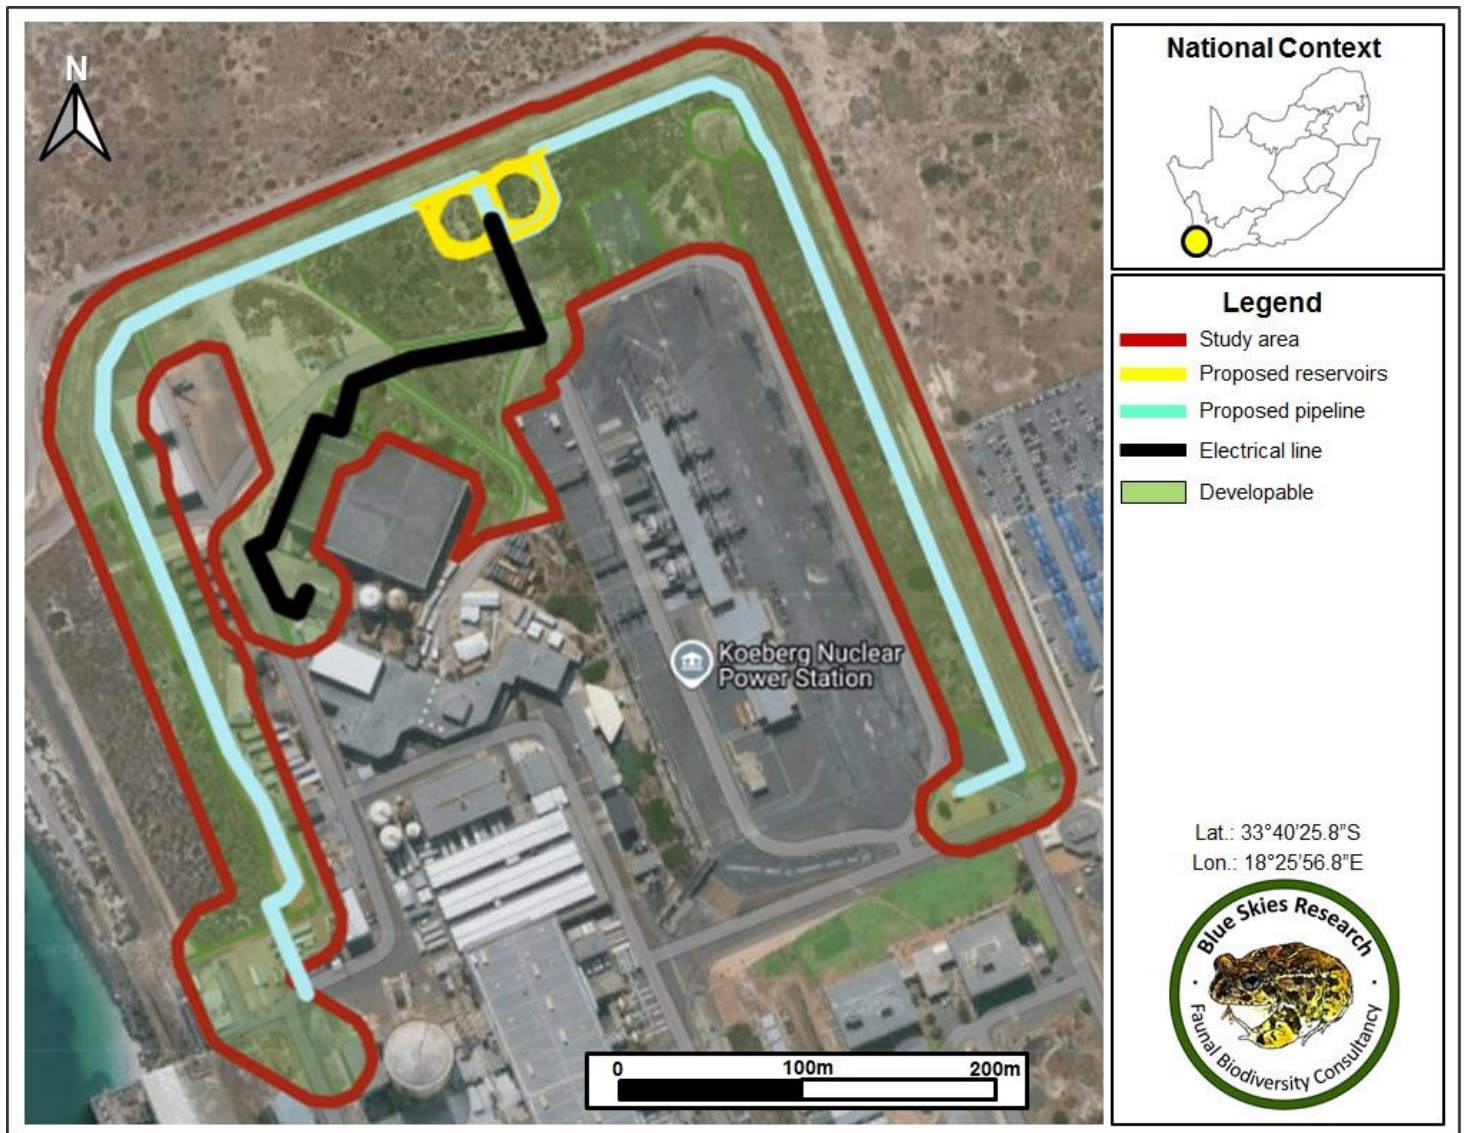 N
Koeberg Nuclear
Power Station
0 100m 200m
National Context
Legend
Study area
Proposed reservoirs
Proposed pipeline
Electrical line
Developable
Lat.: 33°40'25.8"S
Lon.: 18°25'56.8"E
Blue Skies Research
Faunal Biodiversity Consultancy